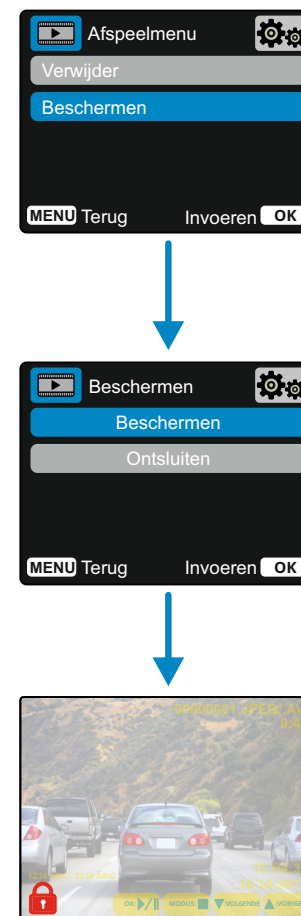 Afspeelmenu
Verwijder
Beschermen
MENU Terug Invoeren OK
Beschermen
Beschermen
Ontsluiten
MENU Terug Invoeren OK
OK: MODUS: :VOLGENDE